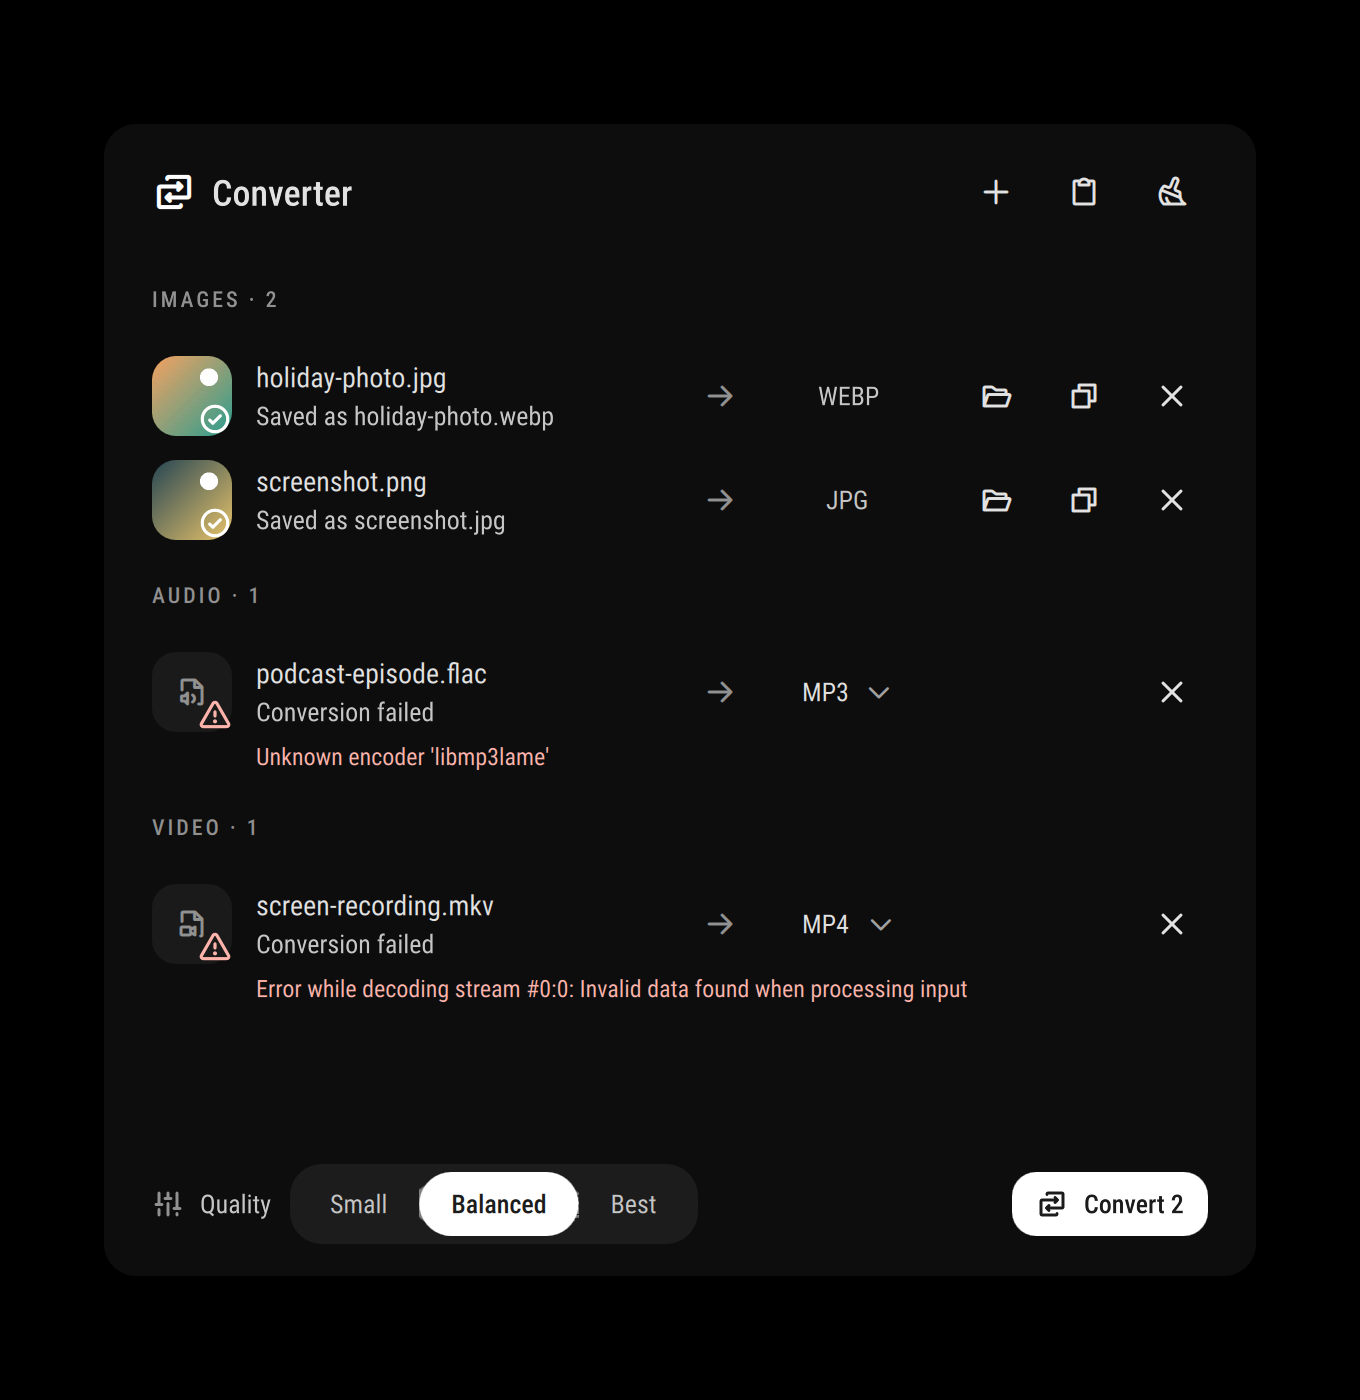 Converter
IMAGES · 2
holiday-photo.jpg
Saved as holiday-photo.webp
WEBP
screenshot.png
Saved as screenshot.jpg
JPG
AUDIO · 1
podcast-episode.flac
Conversion failed
Unknown encoder 'libmp3lame'
MP3
VIDEO · 1
screen-recording.mkv
Conversion failed
Error while decoding stream #0:0: Invalid data found when processing input
MP4
Quality
Small
Balanced
Best
Convert 2